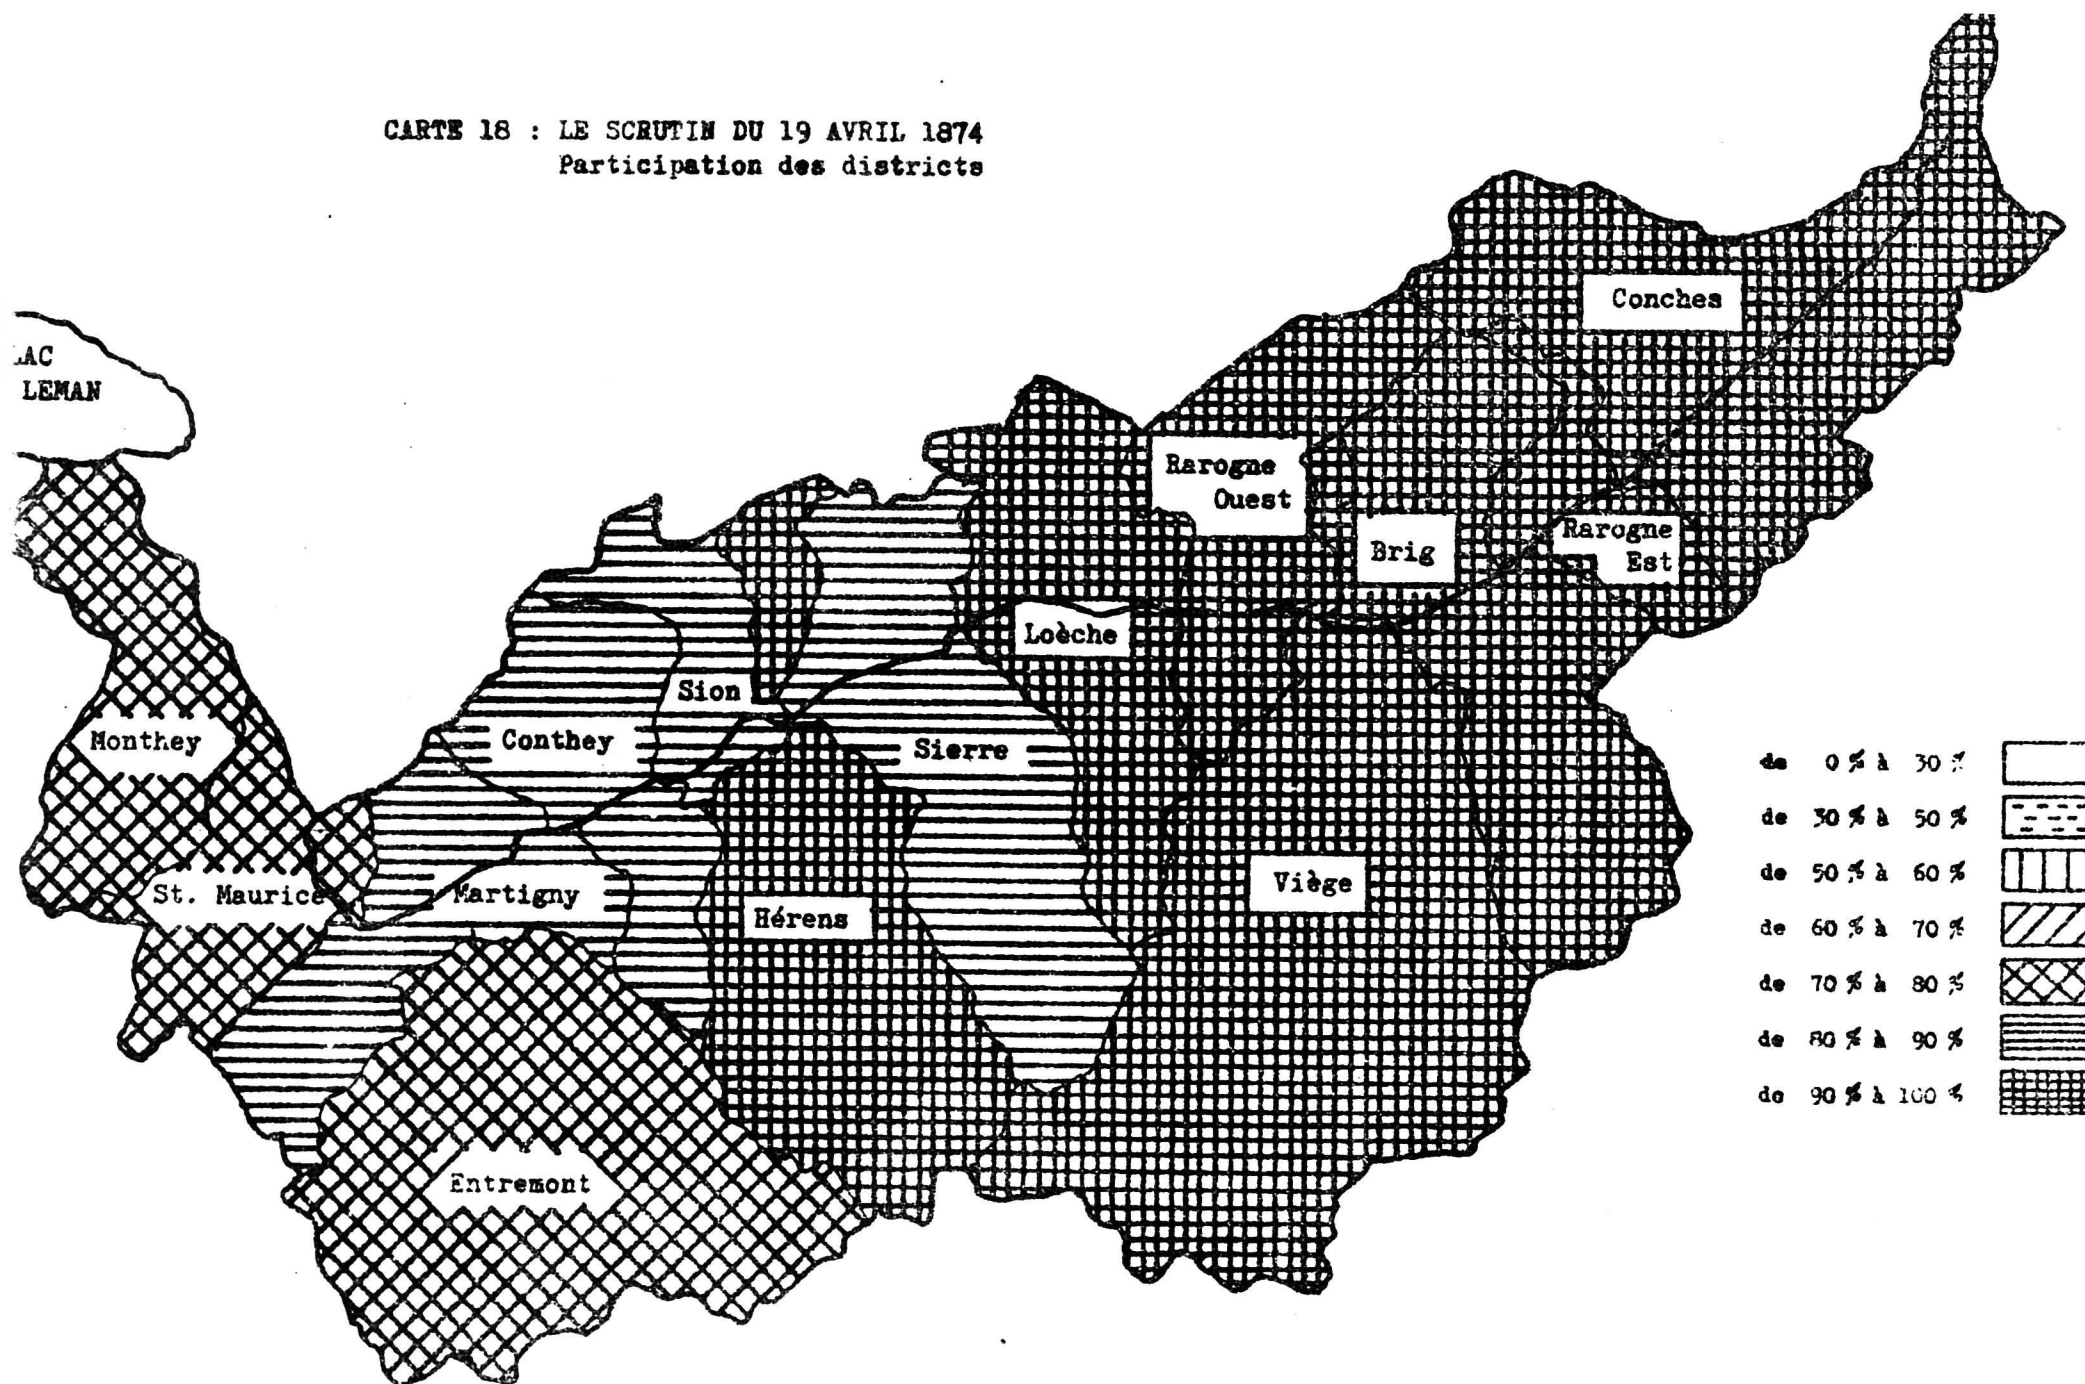 CARTE 18 : LE SCRUTIN DU 19 AVRIL 1874
Participation des districts
LAC
LEMAN
Conches
Rarogne
Ouest
Brig
Rarogne
Est
Loèche
Sion
Conthey
Sierre
Monthey
St. Maurice
Martigny
Hérens
Viège
Entremont
de 0 % à 30 %
de 30 % à 50 %
de 50 % à 60 %
de 60 % à 70 %
de 70 % à 80 %
de 80 % à 90 %
de 90 % à 100 %